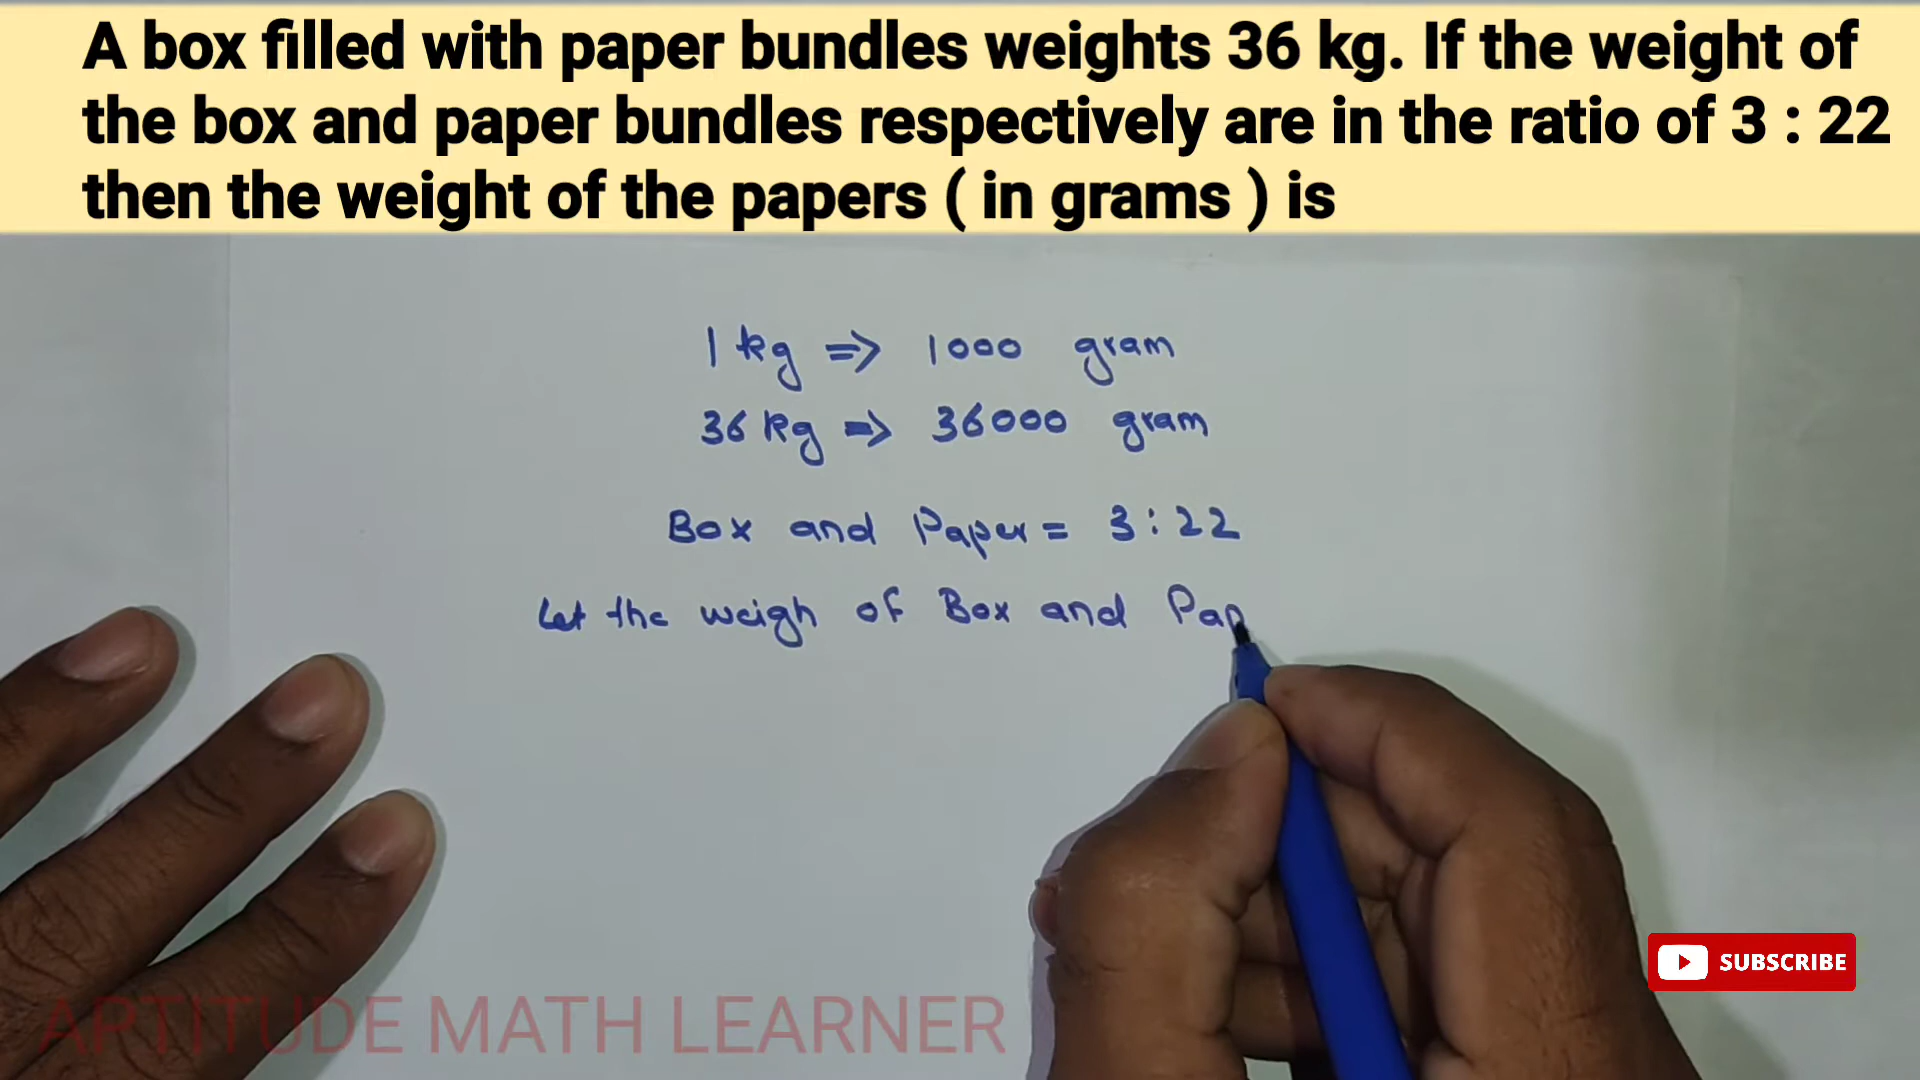 A box filled with paper bundles weights 36 kg. If the weight of
the box and paper bundles respectively are in the ratio of 3 : 22
then the weight of the papers ( in grams ) is
1 kg => 1000 gram
36 kg => 36000 gram
Box and Paper = 3:22
Let the weigh of Box and Pap
SUBSCRIBE
APTITUDE MATH LEARNER